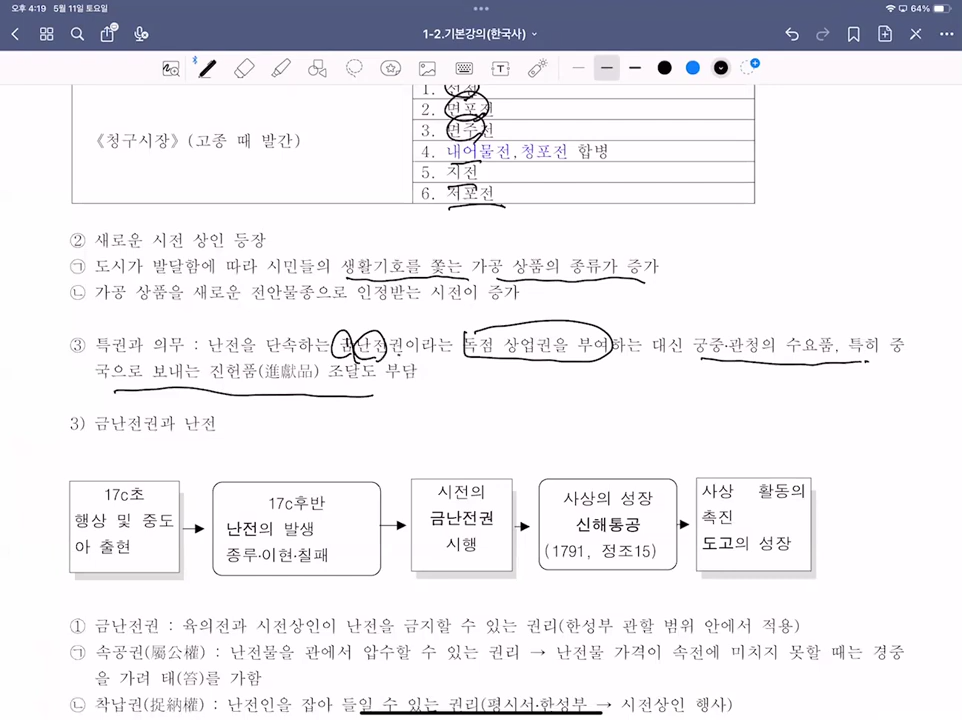 오후 4:19 5월 11일 토요일
64%
1-2.기본강의(한국사)
1. 선전
2. 면포전
《청구시장》(고종 때 발간)
3. 면주전
4. 내어물전,청포전 합병
5. 지전
6. 저포전
② 새로운 시전 상인 등장
㉠ 도시가 발달함에 따라 시민들의 생활기호를 쫓는 가공 상품의 종류가 증가
㉡ 가공 상품을 새로운 전안물종으로 인정받는 시전이 증가
③ 특권과 의무 : 난전을 단속하는 금난전권이라는 독점 상업권을 부여하는 대신 궁중·관청의 수요품, 특히 중
국으로 보내는 진헌품(進獻品) 조달도 부담
3) 금난전권과 난전
17c초
행상 및 중도
아 출현
17c후반
난전의 발생
종루·이현·칠패
시전의
금난전권
시행
사상의 성장
신해통공
(1791, 정조15)
사상 활동의
촉진
도고의 성장
① 금난전권 : 육의전과 시전상인이 난전을 금지할 수 있는 권리(한성부 관할 범위 안에서 적용)
㉠ 속공권(屬公權) : 난전물을 관에서 압수할 수 있는 권리 → 난전물 가격이 속전에 미치지 못할 때는 경중
을 가려 태(笞)를 가함
㉡ 착납권(捉納權) : 난전인을 잡아 들일 수 있는 권리(평시서·한성부 → 시전상인 행사)